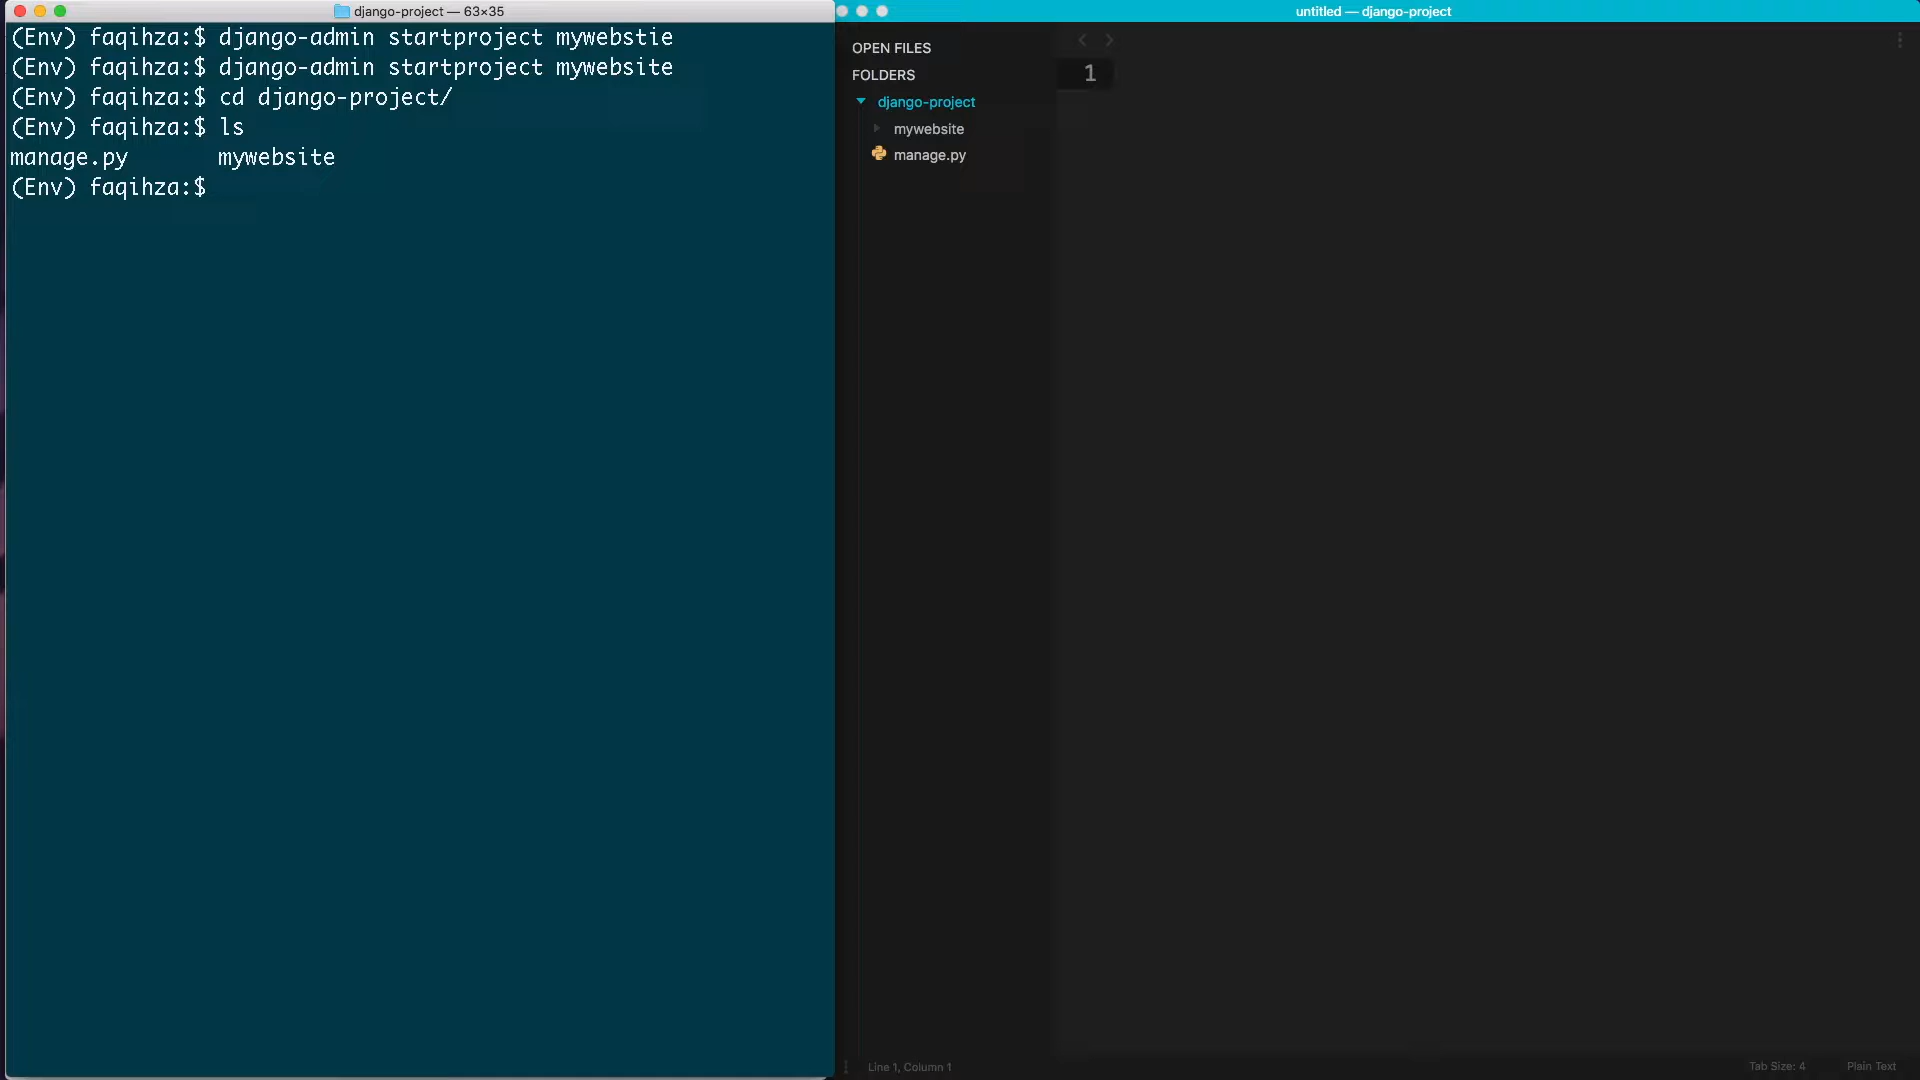 django-project — 63×35
(Env) faqihza:$ django-admin startproject mywebstie
(Env) faqihza:$ django-admin startproject mywebsite
(Env) faqihza:$ cd django-project/
(Env) faqihza:$ ls
manage.py mywebsite
(Env) faqihza:$
untitled — django-project
OPEN FILES
FOLDERS
django-project
mywebsite
manage.py
1
Line 1, Column 1
Tab Size: 4
Plain Text